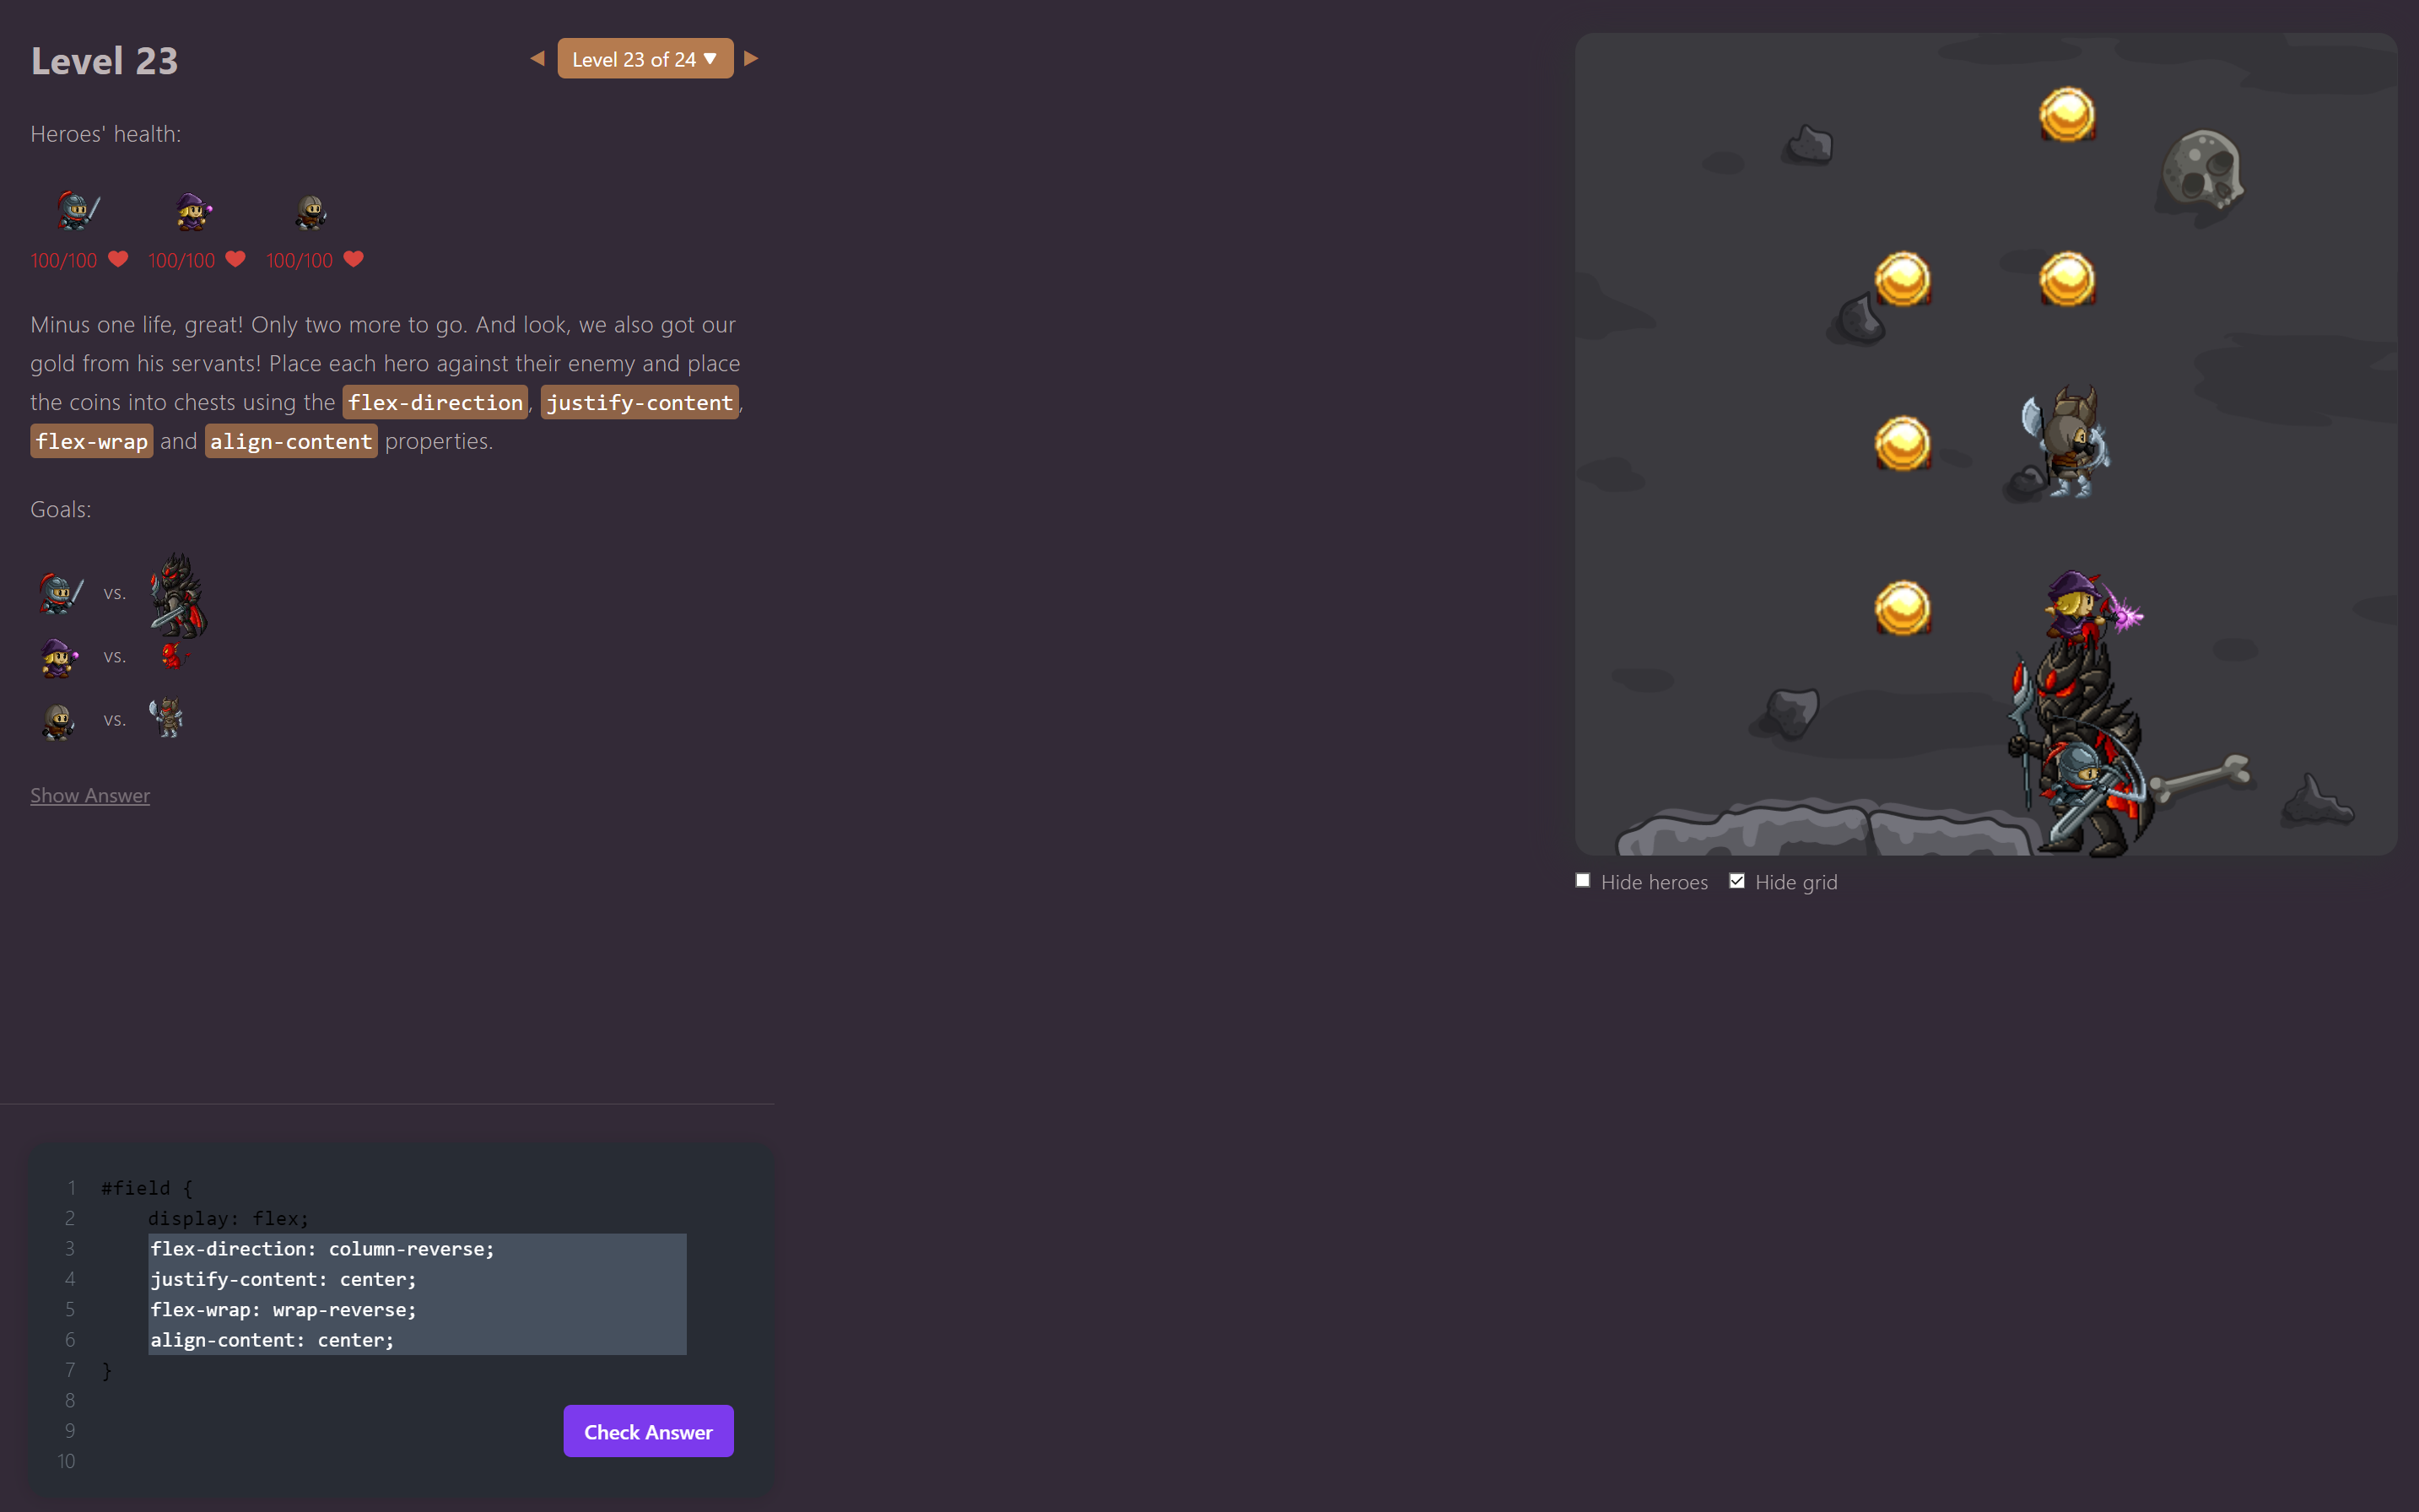 Level 23
Level 23 of 24 ▼
Heroes' health:
100/100 100/100 100/100
Minus one life, great! Only two more to go. And look, we also got our
gold from his servants! Place each hero against their enemy and place
the coins into chests using the flex-direction, justify-content,
flex-wrap and align-content properties.
Goals:
vs.
vs.
vs.
Show Answer
Hide heroes Hide grid
1 #field {
2 display: flex;
3 flex-direction: column-reverse;
4 justify-content: center;
5 flex-wrap: wrap-reverse;
6 align-content: center;
7 }
8
9
10
Check Answer